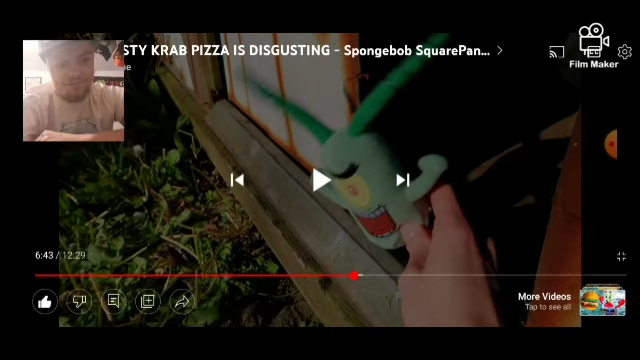 STY KRAB PIZZA IS DISGUSTING - Spongebob SquarePan...
Film Maker
6:43 / 12:29
More Videos
Tap to see all